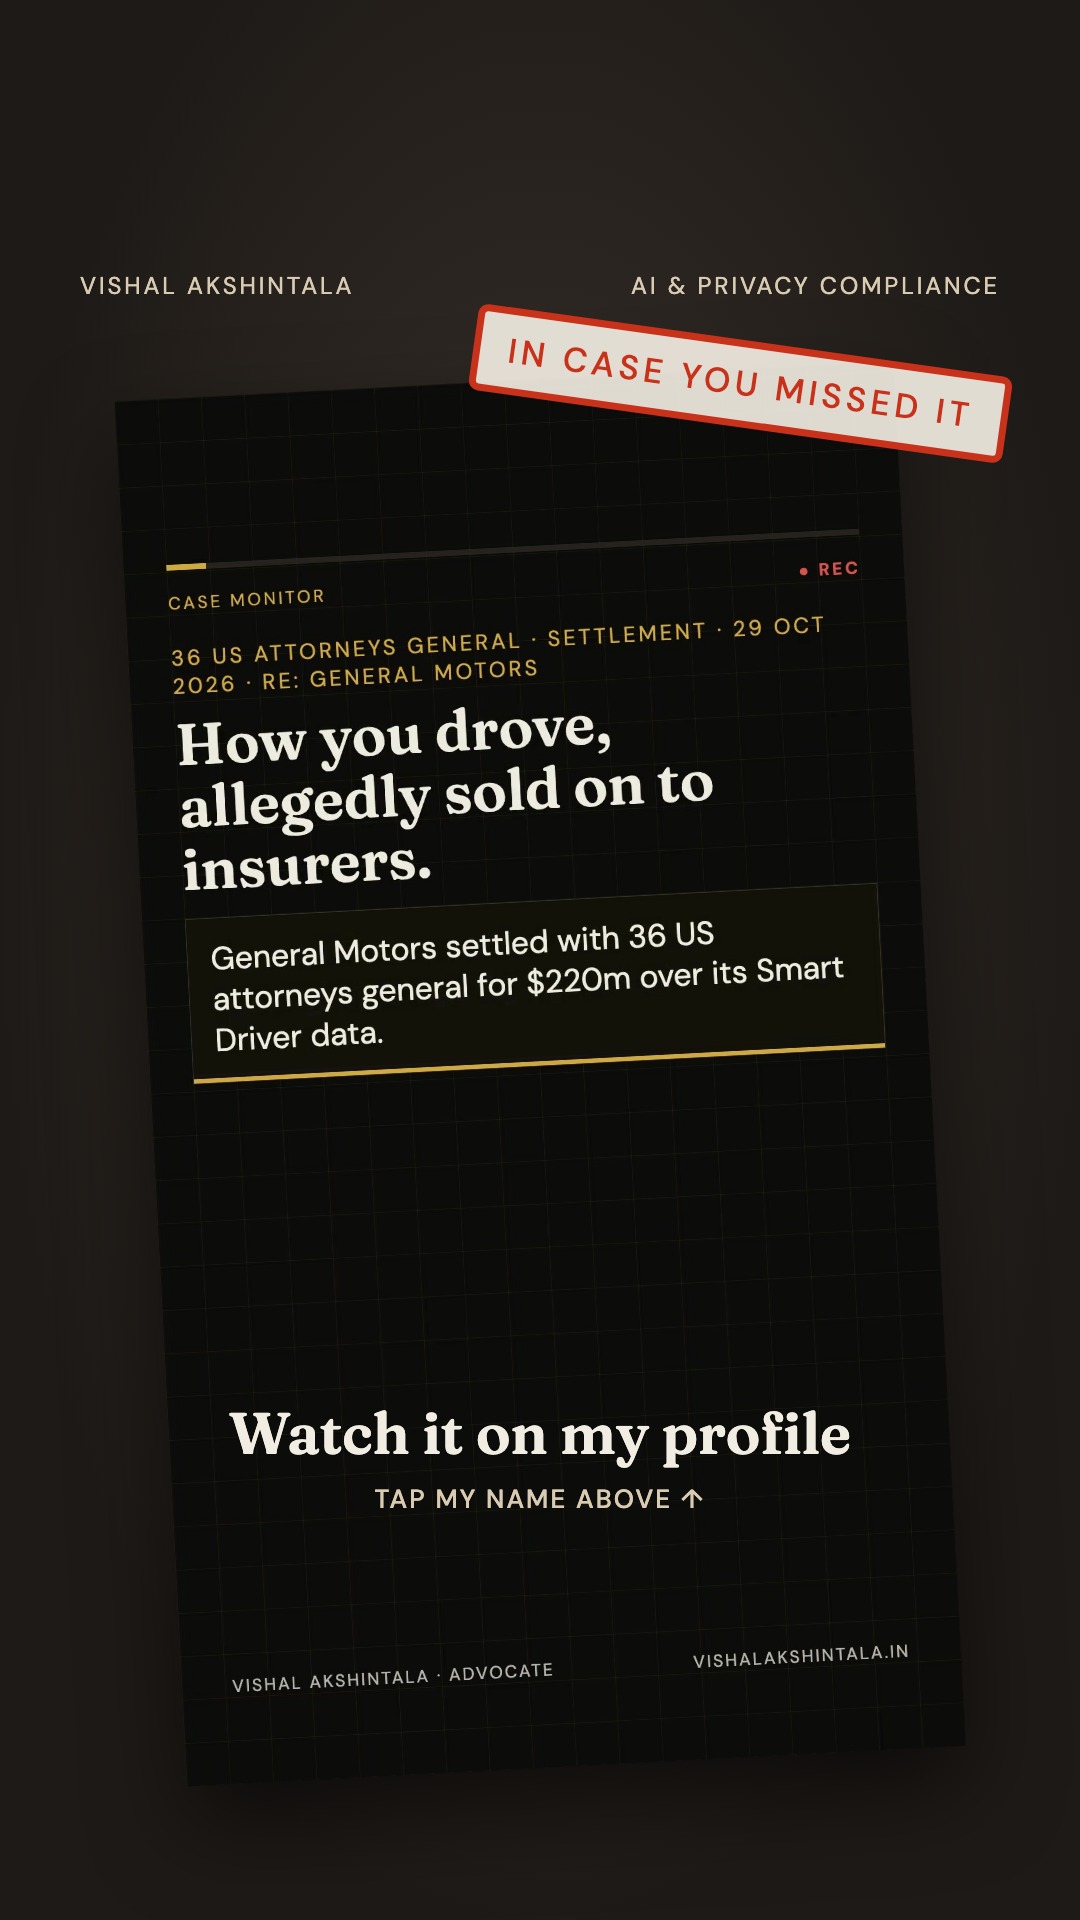 VISHAL AKSHINTALA
AI & PRIVACY COMPLIANCE
IN CASE YOU MISSED IT
• REC
CASE MONITOR
36 US ATTORNEYS GENERAL · SETTLEMENT · 29 OCT
2026 · RE: GENERAL MOTORS
How you drove,
allegedly sold on to
insurers.
General Motors settled with 36 US
attorneys general for $220m over its Smart
Driver data.
Watch it on my profile
TAP MY NAME ABOVE ↑
VISHAL AKSHINTALA · ADVOCATE
VISHALAKSHINTALA.IN